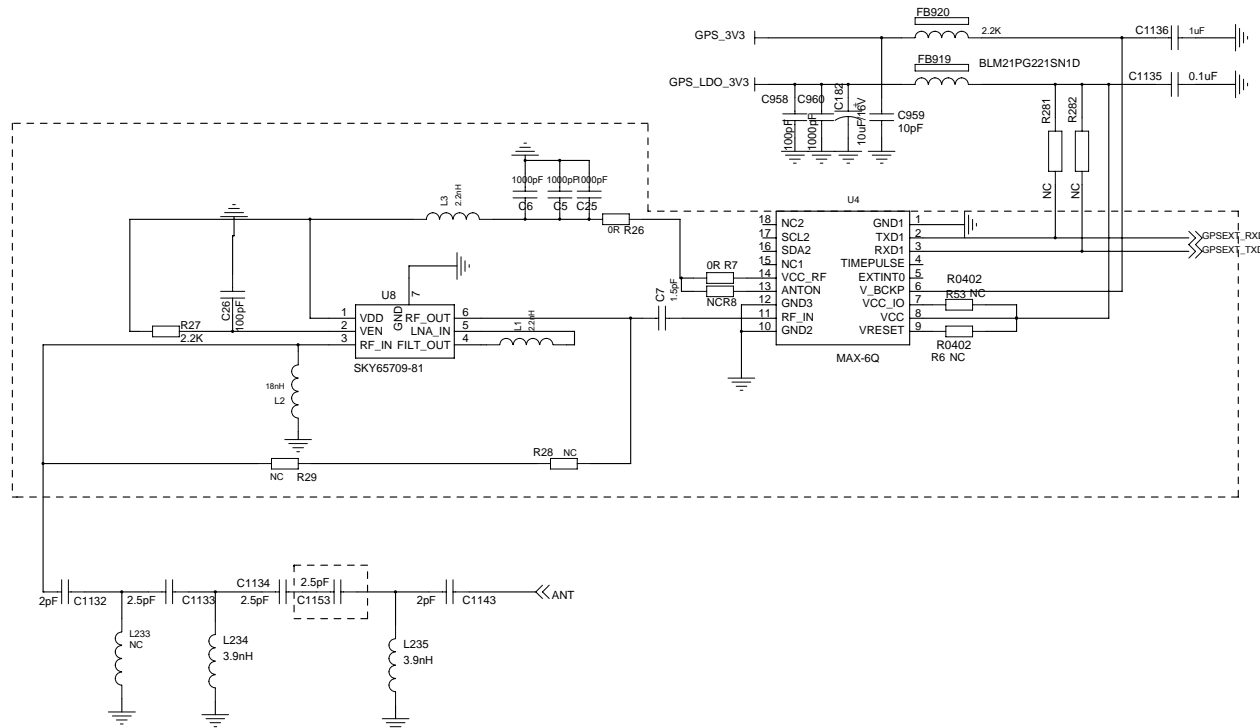 FB920
GPS_3V3
2.2K
C1136
1uF
FB919
BLM21PG221SN1D
GPS_LDO_3V3
C1135
0.1uF
C958
C960
C182
100pF
1000pF
10uF/16V
+
C959
10pF
R281
R282
NC
NC
1000pF
1000pF
1000pF
C6
C5
C25
L3
2.2nH
0R
R26
U4
18
NC2
GND1
1
17
SCL2
TXD1
2
GPSEXT_RXD
16
SDA2
RXD1
3
GPSEXT_TXD
15
NC1
TIMEPULSE
4
0R
R7
14
VCC_RF
EXTINT0
5
NCR8
13
ANTON
V_BCKP
6
R0402
12
GND3
VCC_IO
7
R53
NC
11
RF_IN
VCC
8
10
GND2
VRESET
9
R0402
R6
NC
MAX-6Q
C7
1.5pF
C26
100pF
U8
7
GND
1
VDD
RF_OUT
6
2
VEN
LNA_IN
5
3
RF_IN
FILT_OUT
4
SKY65709-81
R27
2.2K
L1
2.2nH
18nH
L2
R28
NC
NC
R29
2pF
C1132
2.5pF
C1133
C1134
2.5pF
2.5pF
C1153
2pF
C1143
ANT
L233
NC
L234
3.9nH
L235
3.9nH